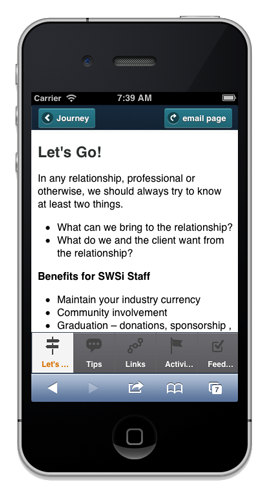 Carrier 7:39 AM
Journey email page
Let's Go!
In any relationship, professional or
otherwise, we should always try to know
at least two things.
• What can we bring to the relationship?
• What do we and the client want from
the relationship?
Benefits for SWSi Staff
• Maintain your industry currency
• Community involvement
• Graduation – donations, sponsorship ,
Let's ... Tips Links Activi... Feed...
7